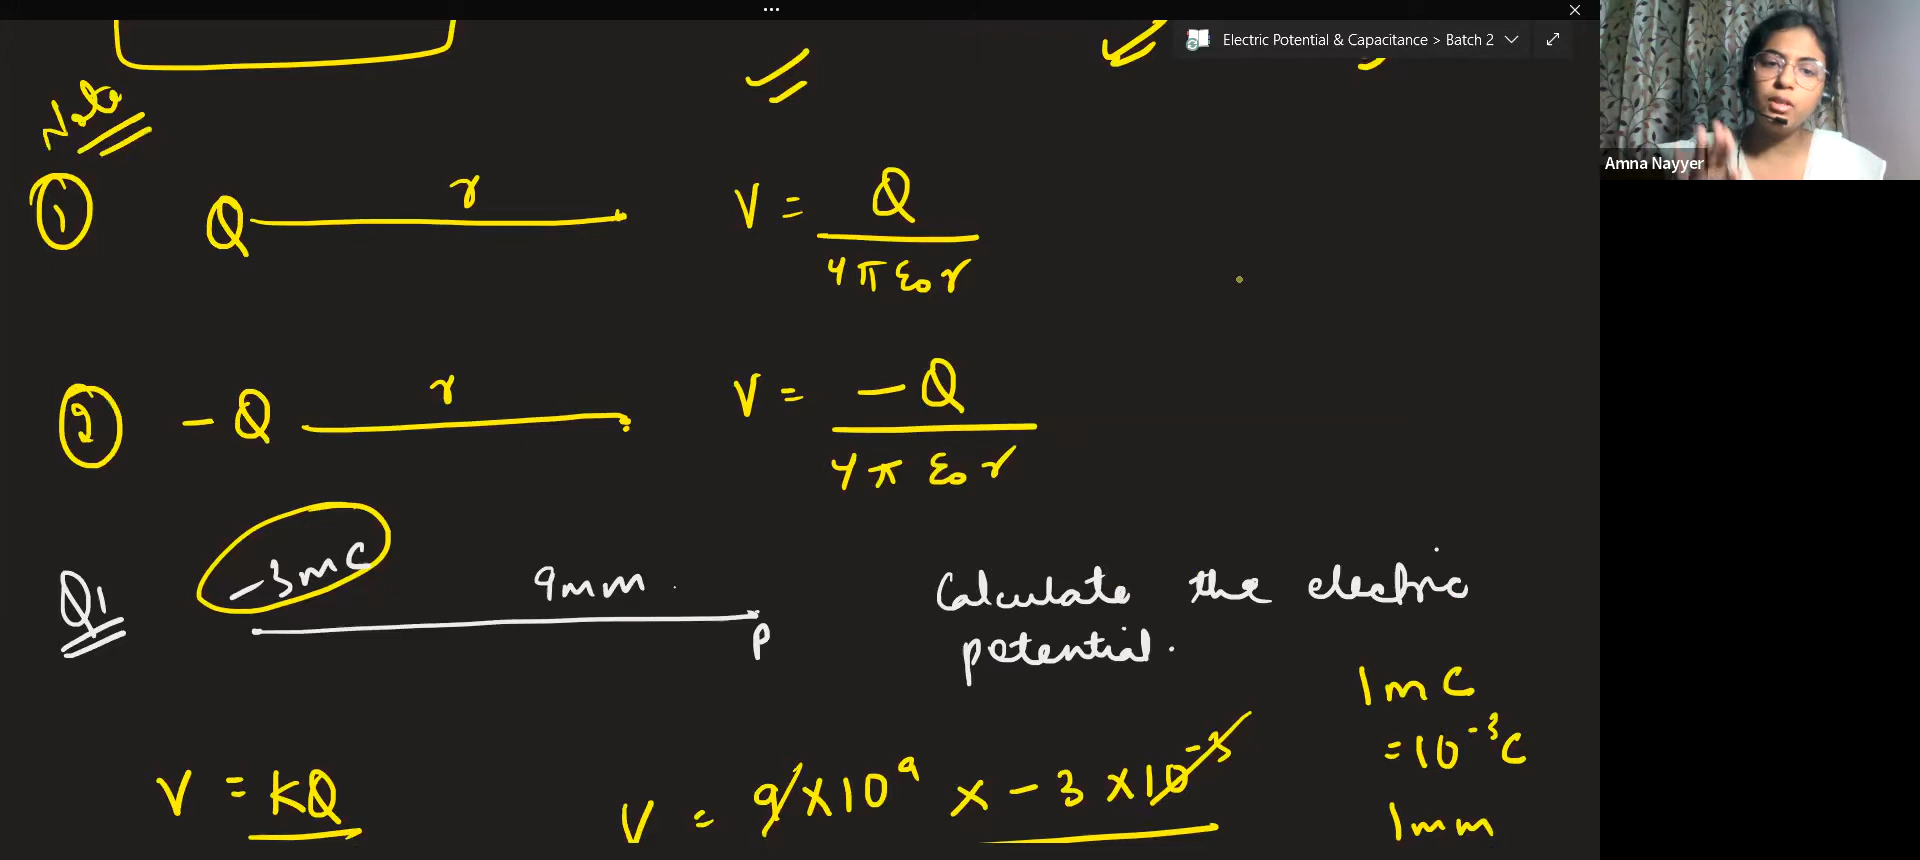 Electric Potential & Capacitance > Batch 2
Amna Nayyer
Note
① Q r V = Q / 4πε₀r
② -Q r V = -Q / 4πε₀r
Q1 -3mC 9mm P Calculate the electric
potential.
1mC
= 10⁻³C
V = KQ V = 9×10⁹ × -3×10⁻³
1mm